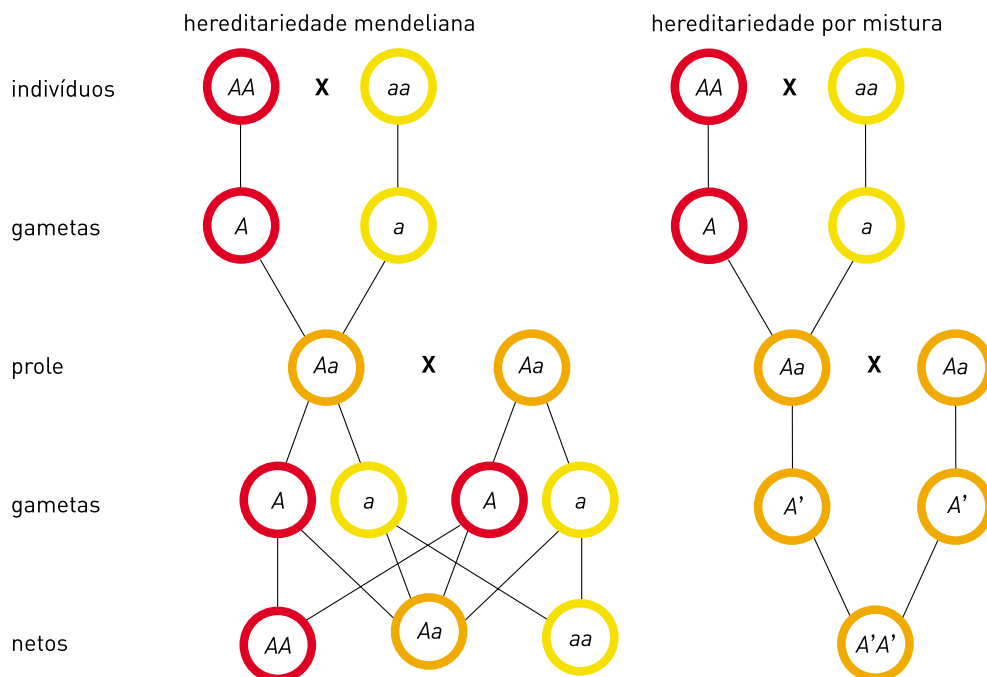 hereditariedade mendeliana
hereditariedade por mistura
indivíduos
AA X aa
AA X aa
gametas
A a
A a
prole
Aa X Aa
Aa X Aa
gametas
A a A a
A’ A’
netos
AA Aa aa
A’A’